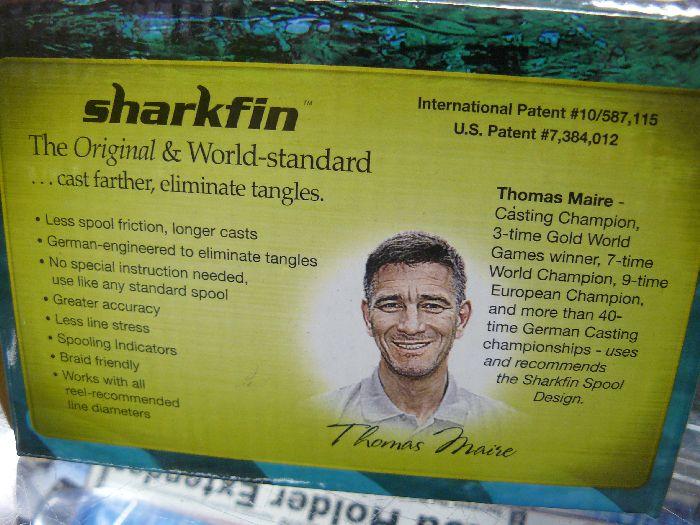 sharkfin™
International Patent #10/587,115
U.S. Patent #7,384,012
The Original & World-standard
. . . cast farther, eliminate tangles.
• Less spool friction, longer casts
• German-engineered to eliminate tangles
• No special instruction needed,
use like any standard spool
• Greater accuracy
• Less line stress
• Spooling Indicators
• Braid friendly
• Works with all
reel-recommended
line diameters
Thomas Maire -
Casting Champion,
3-time Gold World
Games winner, 7-time
World Champion, 9-time
European Champion,
and more than 40-
time German Casting
championships - uses
and recommends
the Sharkfin Spool
Design.
Thomas Maire
Holder Extend